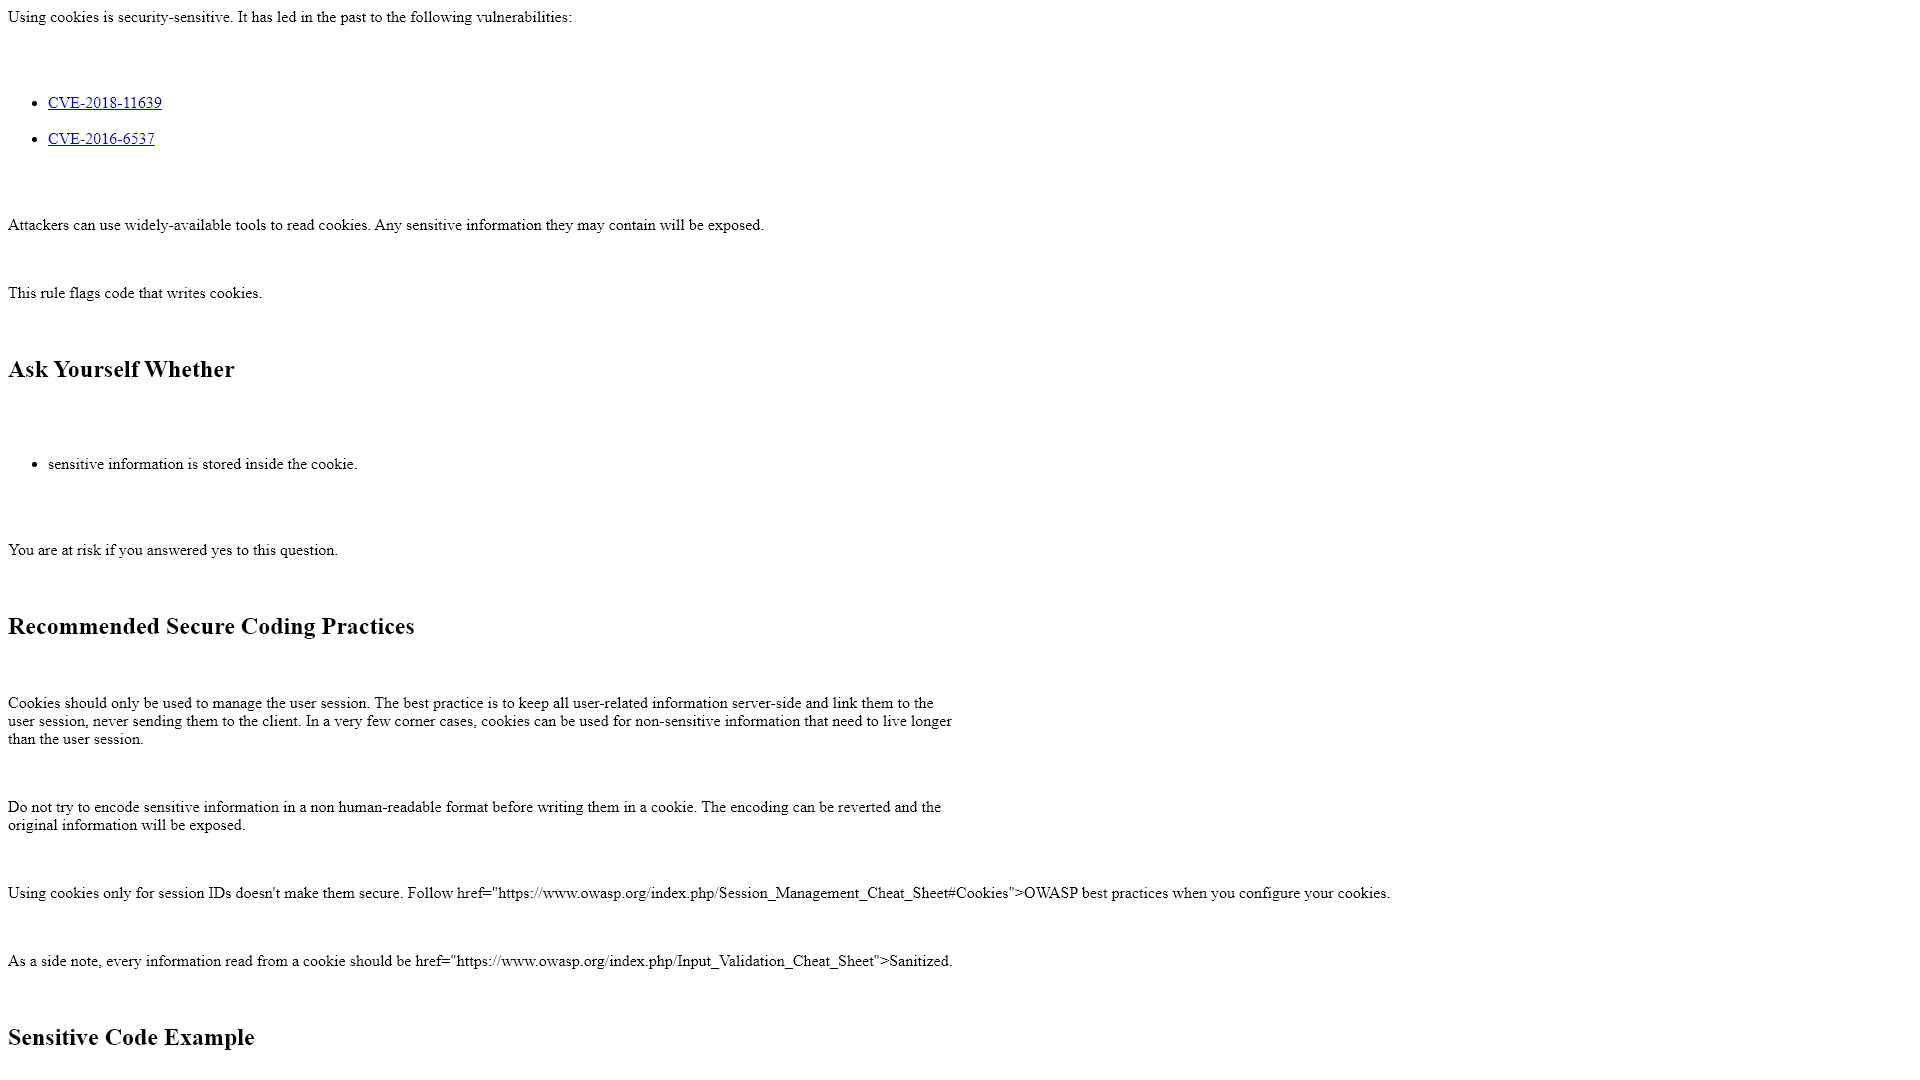 Using cookies is security-sensitive. It has led in the past to the following vulnerabilities:
CVE-2018-11639
CVE-2016-6537
Attackers can use widely-available tools to read cookies. Any sensitive information they may contain will be exposed.
This rule flags code that writes cookies.
Ask Yourself Whether
sensitive information is stored inside the cookie.
You are at risk if you answered yes to this question.
Recommended Secure Coding Practices
Cookies should only be used to manage the user session. The best practice is to keep all user-related information server-side and link them to the
user session, never sending them to the client. In a very few corner cases, cookies can be used for non-sensitive information that need to live longer
than the user session.
Do not try to encode sensitive information in a non human-readable format before writing them in a cookie. The encoding can be reverted and the
original information will be exposed.
Using cookies only for session IDs doesn't make them secure. Follow href="https://www.owasp.org/index.php/Session_Management_Cheat_Sheet#Cookies">OWASP best practices when you configure your cookies.
As a side note, every information read from a cookie should be href="https://www.owasp.org/index.php/Input_Validation_Cheat_Sheet">Sanitized.
Sensitive Code Example